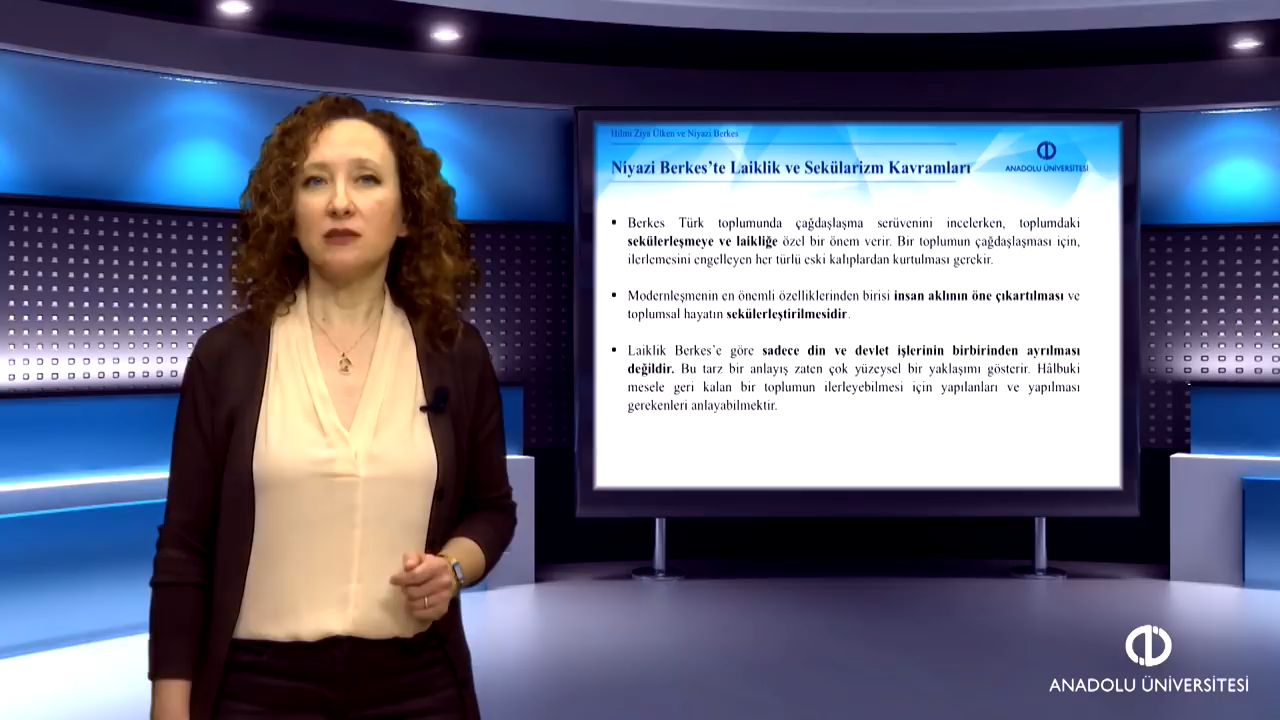 Hilmi Ziya Ülken ve Niyazi Berkes
Niyazi Berkes’te Laiklik ve Sekülarizm Kavramları
ANADOLU ÜNİVERSİTESİ
▪ Berkes Türk toplumunda çağdaşlaşma serüvenini incelerken, toplumdaki
sekülerleşmeye ve laikliğe özel bir önem verir. Bir toplumun çağdaşlaşması için,
ilerlemesini engelleyen her türlü eski kalıplardan kurtulması gerekir.
▪ Modernleşmenin en önemli özelliklerinden birisi insan aklının öne çıkartılması ve
toplumsal hayatın sekülerleştirilmesidir.
▪ Laiklik Berkes’e göre sadece din ve devlet işlerinin birbirinden ayrılması
değildir. Bu tarz bir anlayış zaten çok yüzeysel bir yaklaşımı gösterir. Hâlbuki
mesele geri kalan bir toplumun ilerleyebilmesi için yapılanları ve yapılması
gerekenleri anlayabilmektir.
ANADOLU ÜNİVERSİTESİ